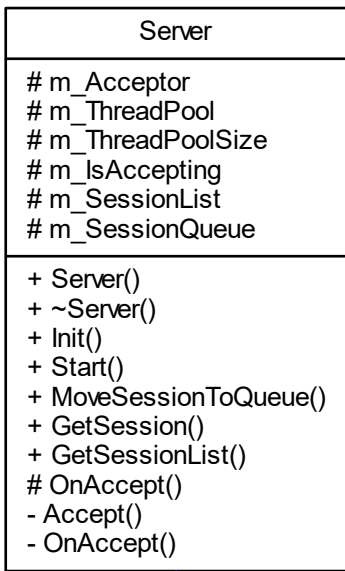 Server
# m_Acceptor
# m_ThreadPool
# m_ThreadPoolSize
# m_IsAccepting
# m_SessionList
# m_SessionQueue
+ Server()
+ ~Server()
+ Init()
+ Start()
+ MoveSessionToQueue()
+ GetSession()
+ GetSessionList()
# OnAccept()
- Accept()
- OnAccept()